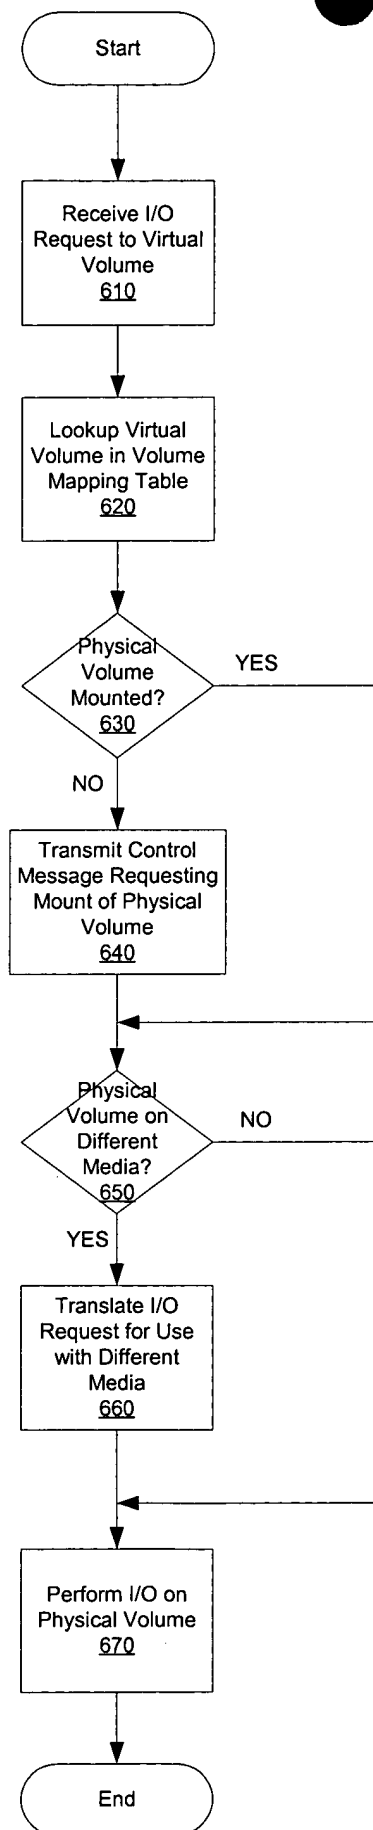 Start
Receive I/O
Request to Virtual
Volume
610
Lookup Virtual
Volume in Volume
Mapping Table
620
Physical
Volume
Mounted?
630
YES
NO
Transmit Control
Message Requesting
Mount of Physical
Volume
640
Physical
Volume on
Different
Media?
650
NO
YES
Translate I/O
Request for Use
with Different
Media
660
Perform I/O on
Physical Volume
670
End